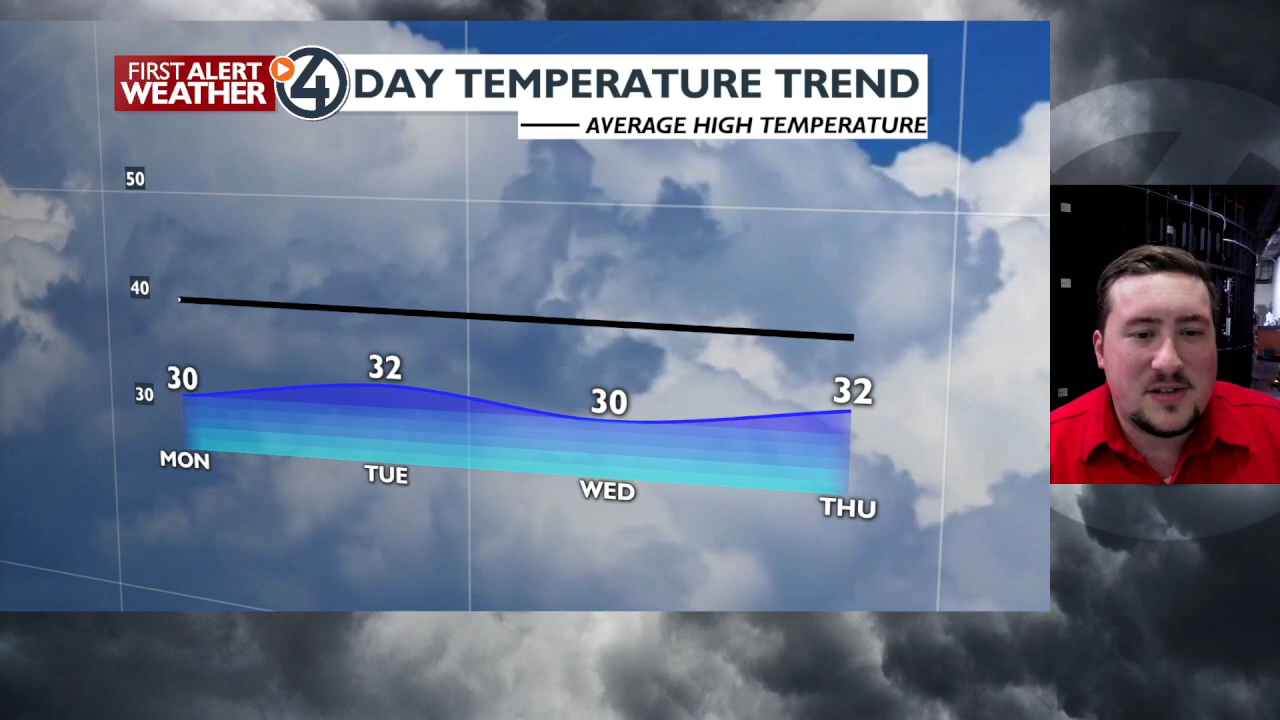 FIRST ALERT
WEATHER
4 DAY TEMPERATURE TREND
AVERAGE HIGH TEMPERATURE
50
40
30
30
32
30
32
MON
TUE
WED
THU